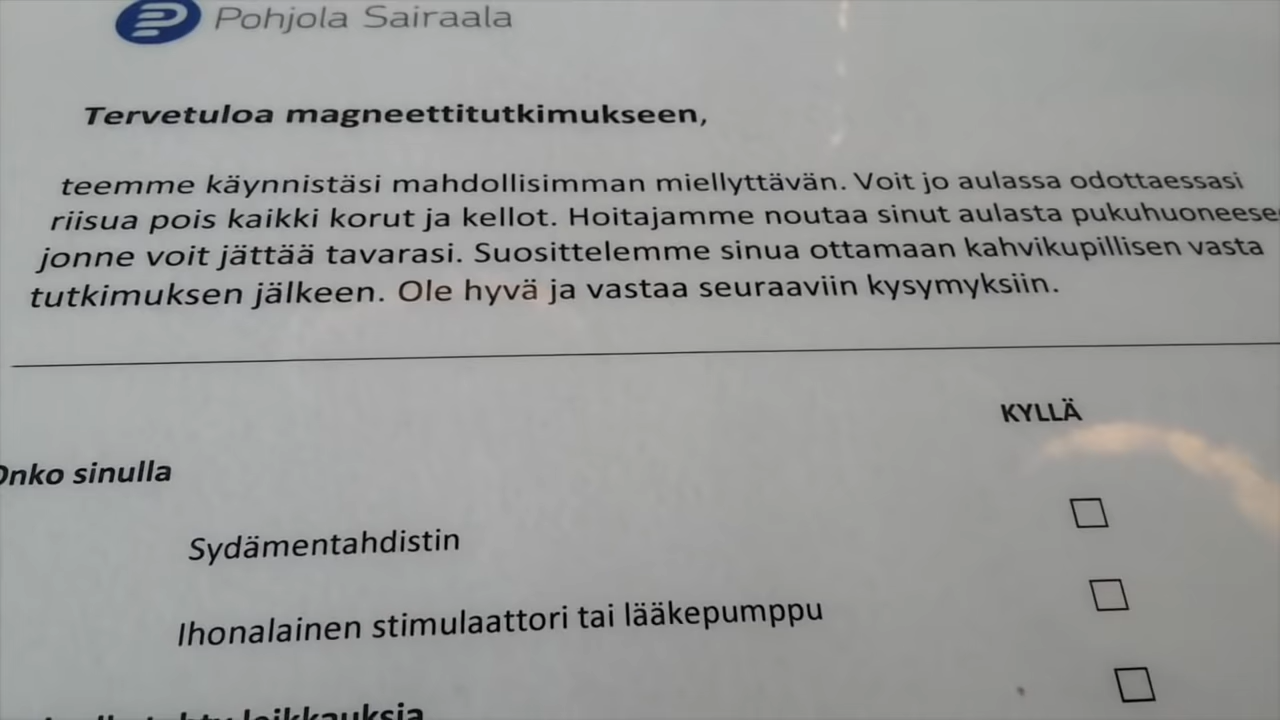 Pohjola Sairaala
Tervetuloa magneettitutkimukseen,
teemme käynnistäsi mahdollisimman miellyttävän. Voit jo aulassa odottaessasi
riisua pois kaikki korut ja kellot. Hoitajamme noutaa sinut aulasta
jonne voit jättää tavarasi. Suosittelemme sinua ottamaan kahvikupillisen vasta
tutkimuksen jälkeen. Ole hyvä ja vastaa seuraaviin kysymyksiin.
KYLLÄ
Onko sinulla
Sydämentahdistin
Ihonalainen stimulaattori tai lääkepumppu
leikkauksia